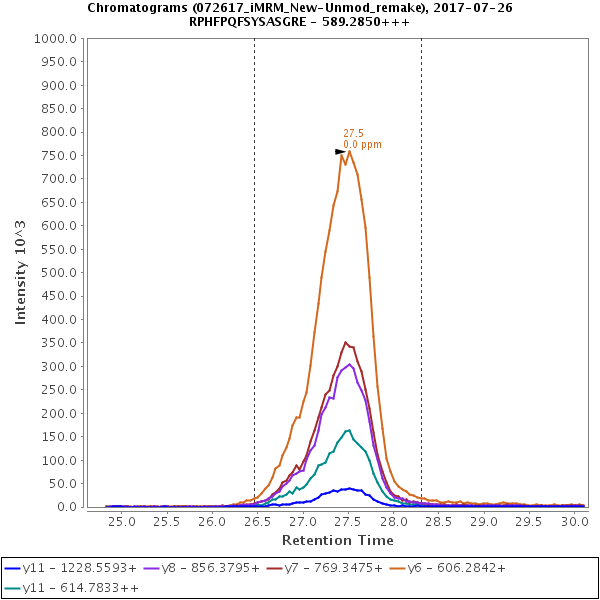 Chromatograms (072617_iMRM_New-Unmod_remake), 2017-07-26
RPHFPQFSYSASGRE - 589.2850+++
1000.0
950.0
900.0
850.0
800.0
750.0
700.0
650.0
600.0
550.0
500.0
450.0
400.0
350.0
300.0
250.0
200.0
150.0
100.0
50.0
0.0
Intensity 10^3
27.5
0.0 ppm
25.0 25.5 26.0 26.5 27.0 27.5 28.0 28.5 29.0 29.5 30.0
Retention Time
y11 - 1228.5593+ y8 - 856.3795+ y7 - 769.3475+ y6 - 606.2842+
y11 - 614.7833++